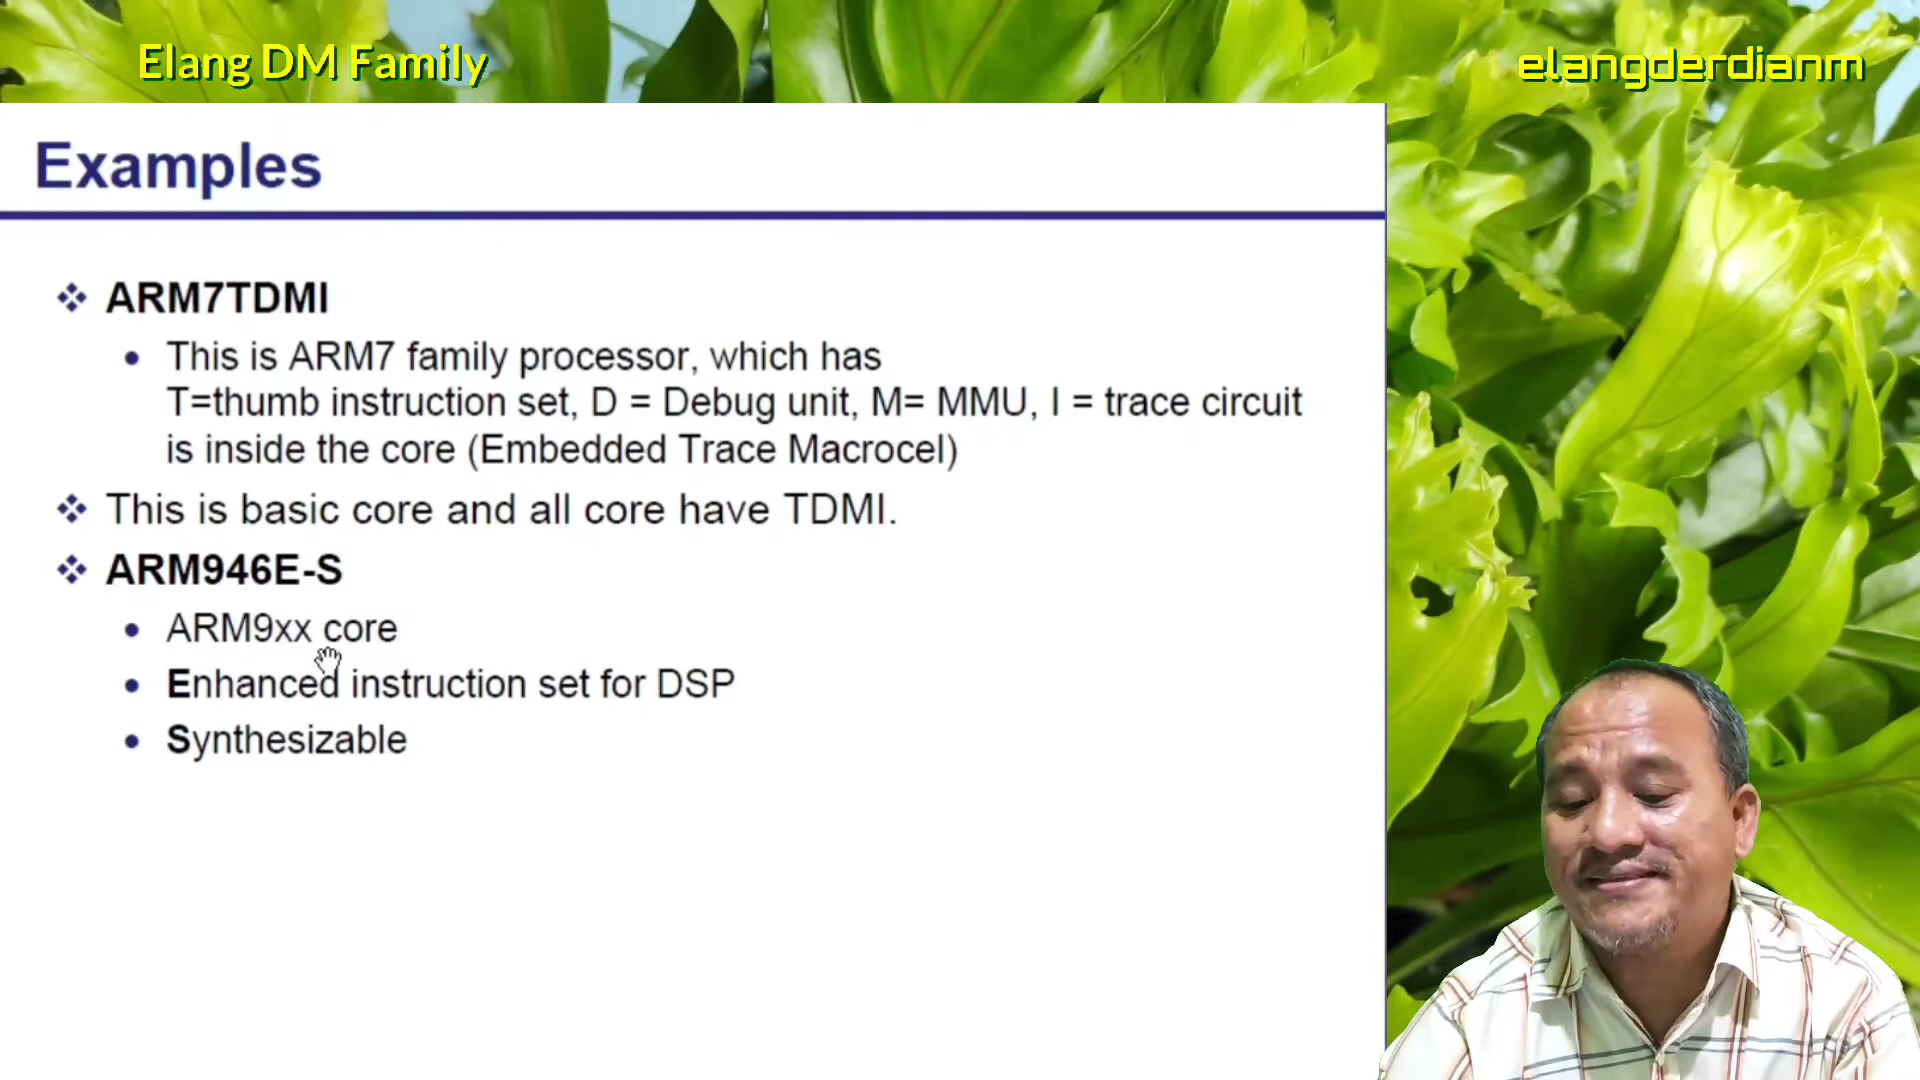 Elang DM Family
elangderdianm
Examples
ARM7TDMI
This is ARM7 family processor, which has
T=thumb instruction set, D = Debug unit, M= MMU, I = trace circuit
is inside the core (Embedded Trace Macrocel)
This is basic core and all core have TDMI.
ARM946E-S
ARM9xx core
Enhanced instruction set for DSP
Synthesizable